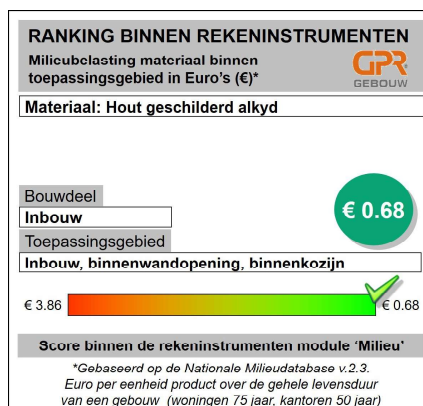 RANKING BINNEN REKENINSTRUMENTEN
Milieubelasting materiaal binnen
toepassingsgebied in Euro's (€)*
GPR
GEBOUW
Materiaal: Hout geschilderd alkyd
Bouwdeel
Inbouw
€ 0.68
Toepassingsgebied
Inbouw, binnenwandopening, binnenkozijn
€ 3.86
€ 0.68
Score binnen de rekeninstrumenten module 'Milieu'
*Gebaseerd op de Nationale Milieudatabase v.2.3.
Euro per eenheid product over de gehele levensduur
van een gebouw (woningen 75 jaar, kantoren 50 jaar)